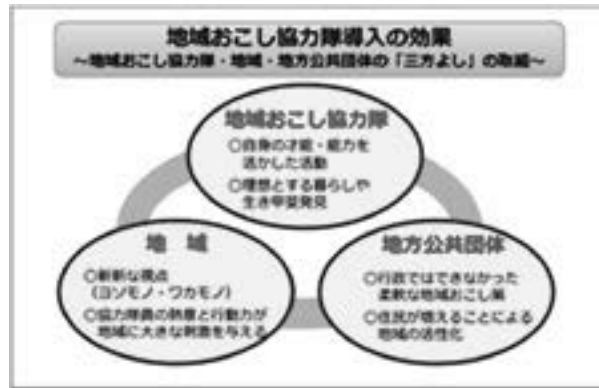 地域おこし協力隊導入の効果
～地域おこし協力隊・地域・地方公共団体の「三方よし」の取組～
地域おこし協力隊
○自身の才能・能力を
活かした活動
○理想とする暮らしや
生き甲斐発見
地　域
○斬新な視点
（ヨソモノ・ワカモノ）
○協力隊員の熱意と行動力が
地域に大きな刺激を与える
地方公共団体
○行政ではできなかった
柔軟な地域おこし策
○住民が増えることによる
地域の活性化